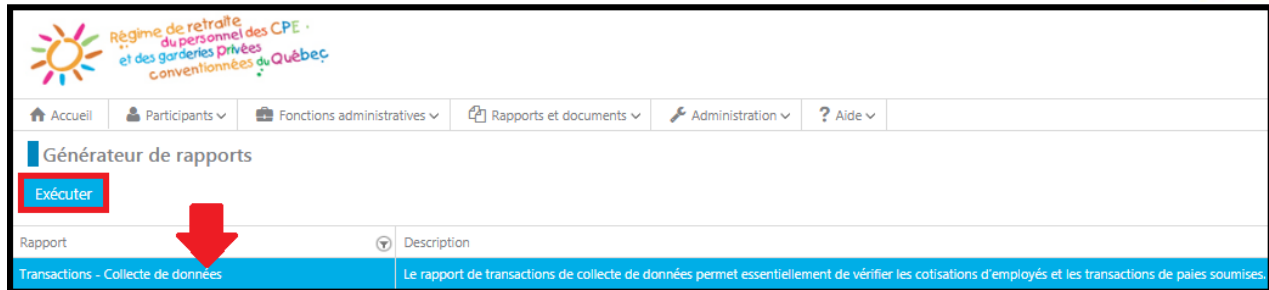 Régime de retraite
du personnel des CPE
et des garderies privées
conventionnées du Québec
Accueil Participants Fonctions administratives Rapports et documents Administration ? Aide
Générateur de rapports
Exécuter
Rapport Description
Transactions - Collecte de données Le rapport de transactions de collecte de données permet essentiellement de vérifier les cotisations d'employés et les transactions de paies soumises.